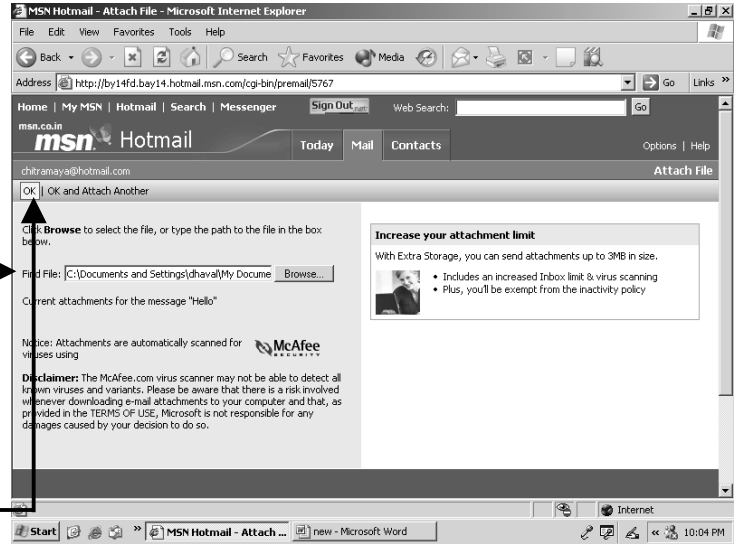 MSN Hotmail - Attach File - Microsoft Internet Explorer
File Edit View Favorites Tools Help
Back Search Favorites Media
Address http://by14fd.bay14.hotmail.msn.com/cgi-bin/premail/5767 Go Links »
Home | My MSN | Hotmail | Search | Messenger Sign Out .net Web Search: Go
msn.co.in
msn Hotmail Today Mail Contacts Options | Help
chitramaya@hotmail.com Attach File
OK | OK and Attach Another
Click Browse to select the file, or type the path to the file in the box
below.
Find File: C:\Documents and Settings\dhaval\My Docume Browse...
Current attachments for the message "Hello"
Notice: Attachments are automatically scanned for
viruses using
McAfee
SECURITY
Disclaimer: The McAfee.com virus scanner may not be able to detect all
known viruses and variants. Please be aware that there is a risk involved
whenever downloading e-mail attachments to your computer and that, as
provided in the TERMS OF USE, Microsoft is not responsible for any
damages caused by your decision to do so.
Increase your attachment limit
With Extra Storage, you can send attachments up to 3MB in size.
• Includes an increased Inbox limit & virus scanning
• Plus, you'll be exempt from the inactivity policy
Internet
Start » MSN Hotmail - Attach ... new - Microsoft Word « 10:04 PM